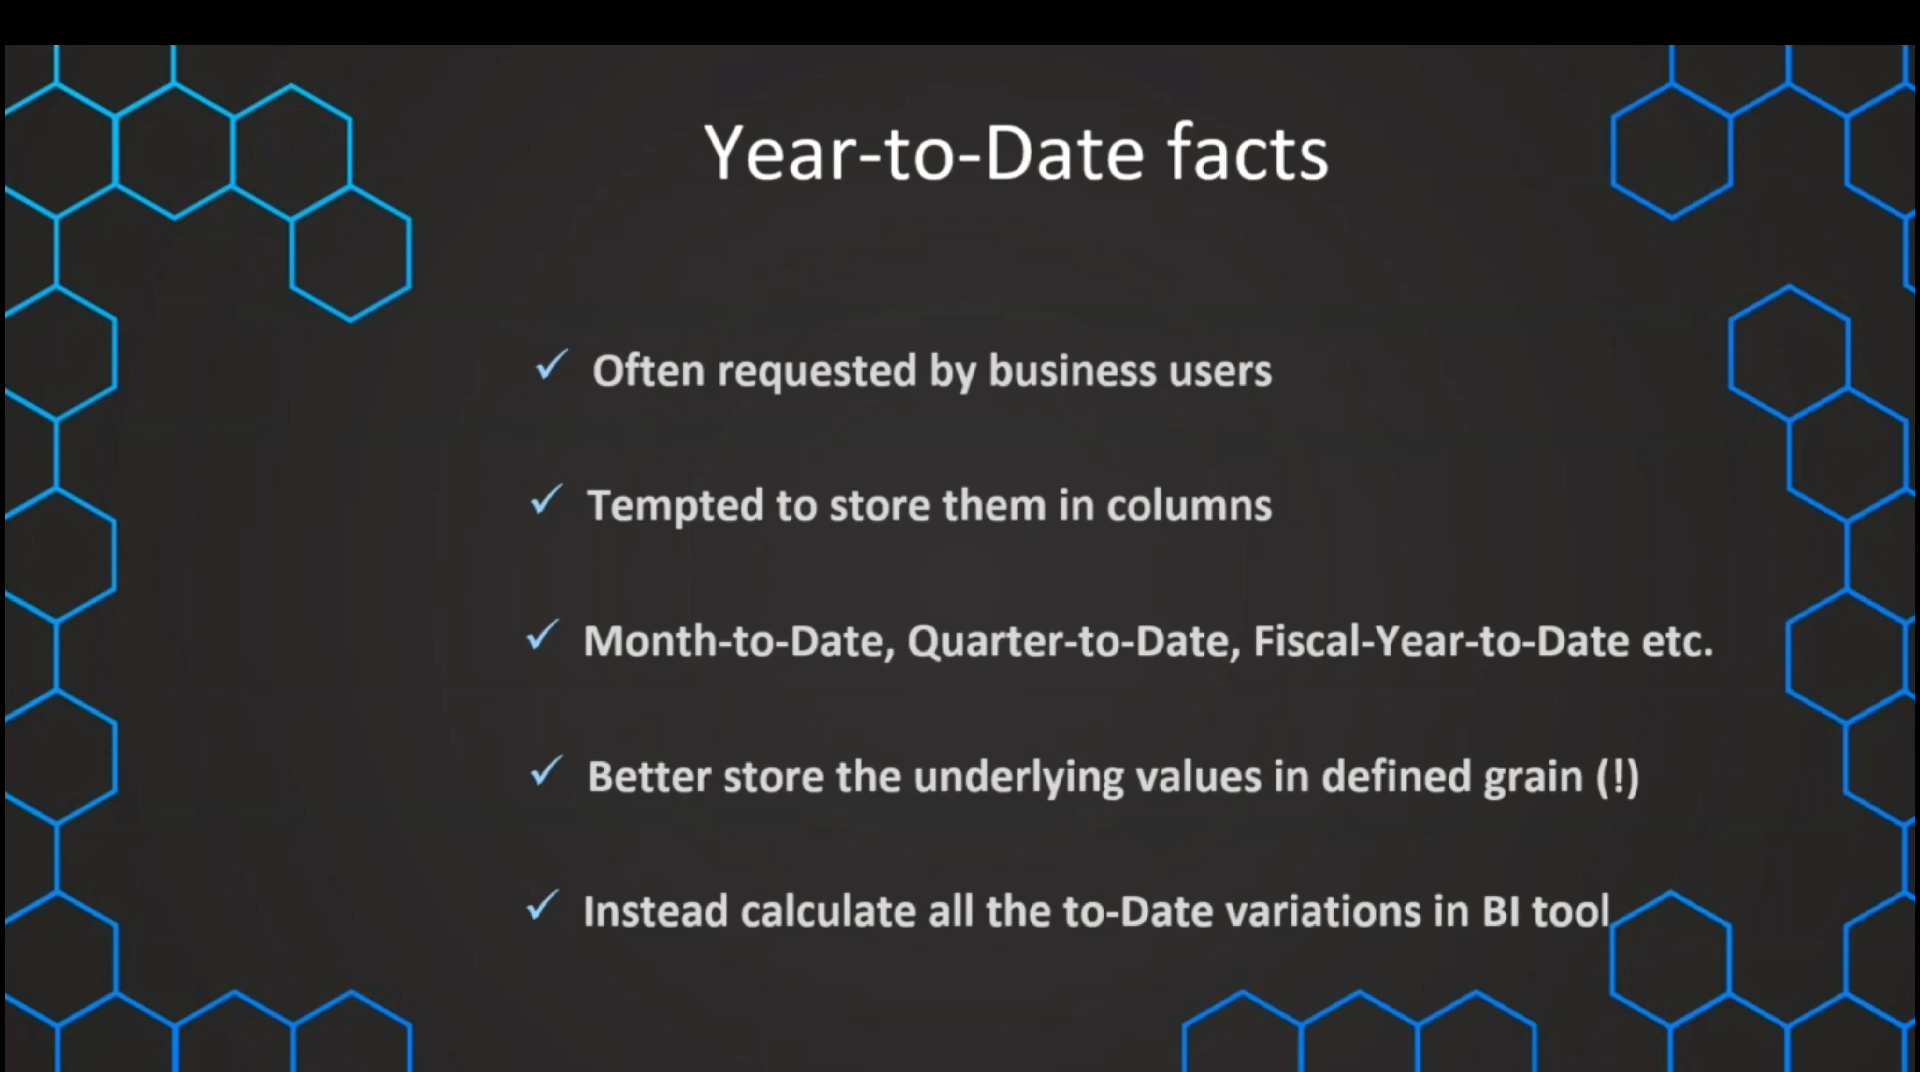 Year-to-Date facts
✓ Often requested by business users
✓ Tempted to store them in columns
✓ Month-to-Date, Quarter-to-Date, Fiscal-Year-to-Date etc.
✓ Better store the underlying values in defined grain (!)
✓ Instead calculate all the to-Date variations in BI tool